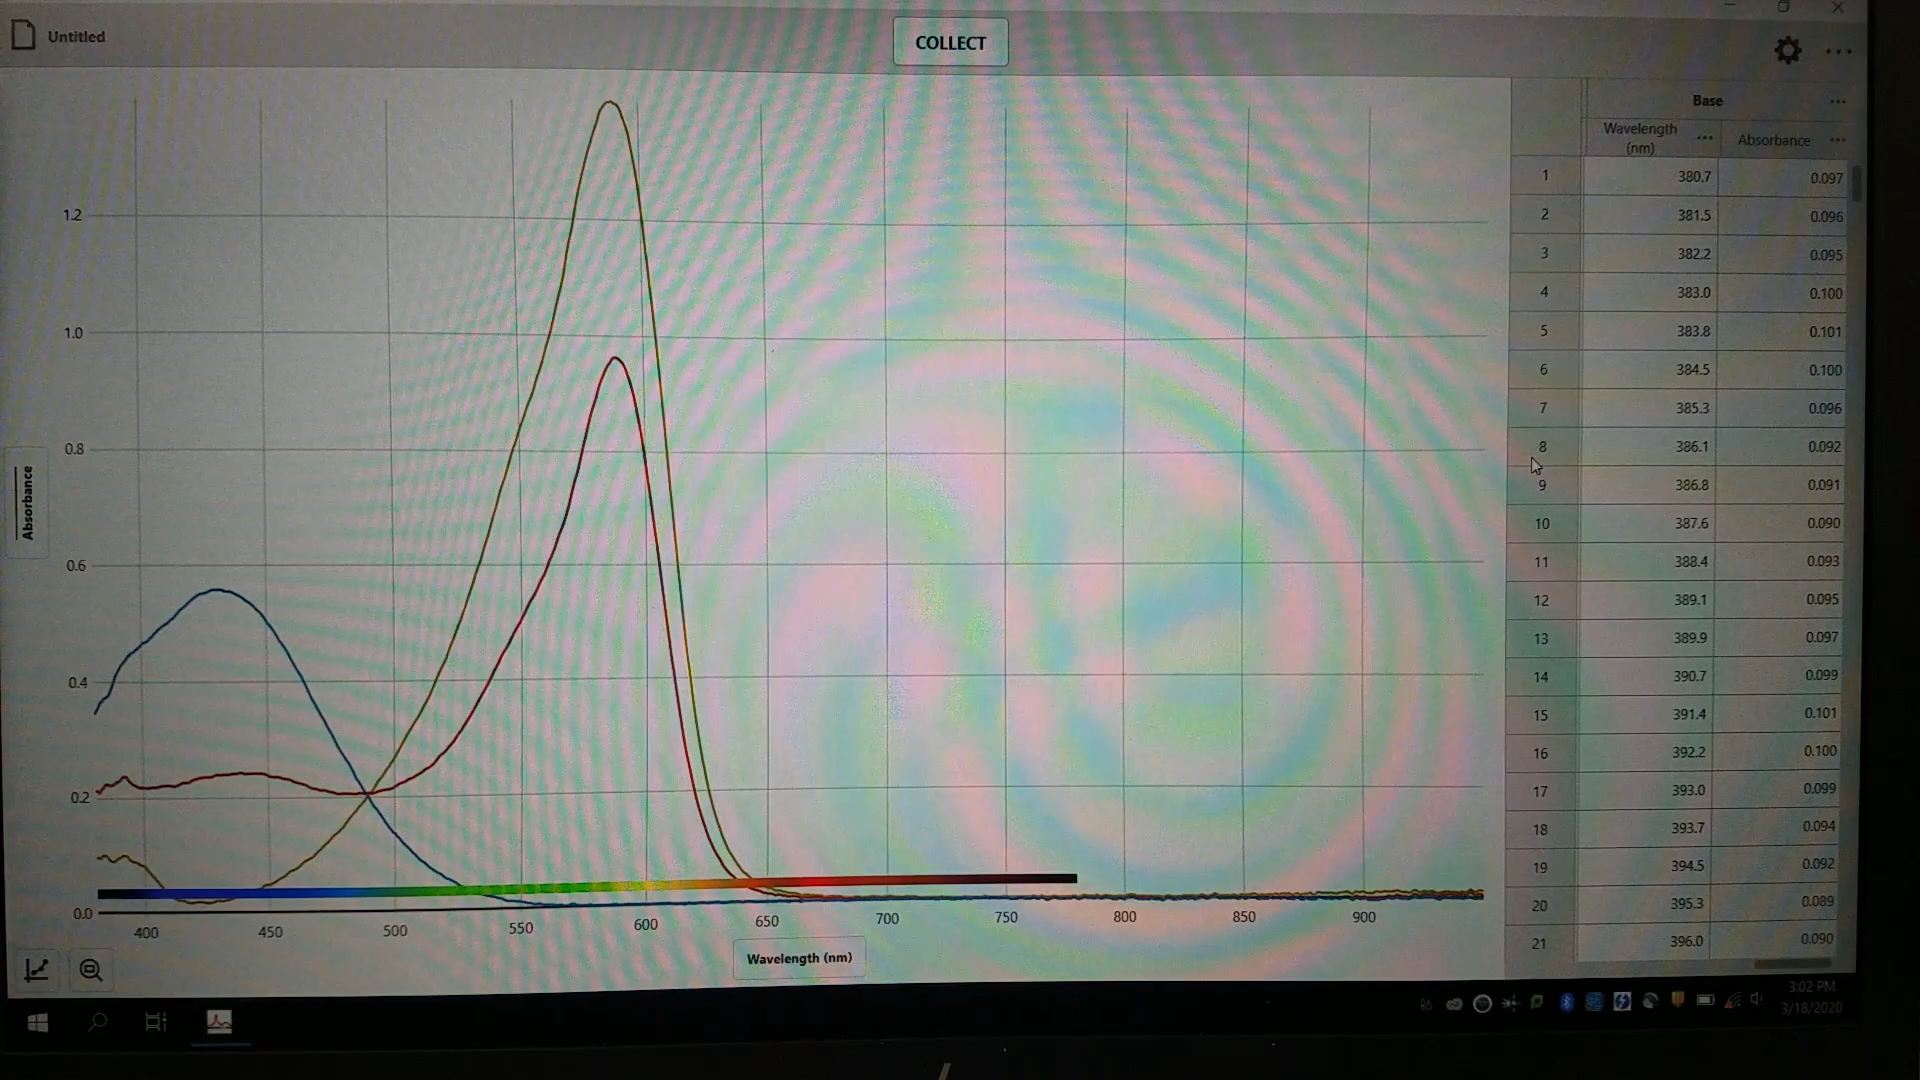 Untitled
COLLECT
Base
Wavelength (nm)
Absorbance
1 380.7 0.097
2 381.5 0.096
3 382.2 0.095
4 383.0 0.100
5 383.8 0.101
6 384.5 0.100
7 385.3 0.096
8 386.1 0.092
9 386.8 0.091
10 387.6 0.090
11 388.4 0.093
12 389.1 0.095
13 389.9 0.097
14 390.7 0.099
15 391.4 0.101
16 392.2 0.100
17 393.0 0.099
18 393.7 0.094
19 394.5 0.092
20 395.3 0.089
21 396.0 0.090
Absorbance
1.2
1.0
0.8
0.6
0.4
0.2
0.0
400 450 500 550 600 650 700 750 800 850 900
Wavelength (nm)
3:02 PM
3/18/2020